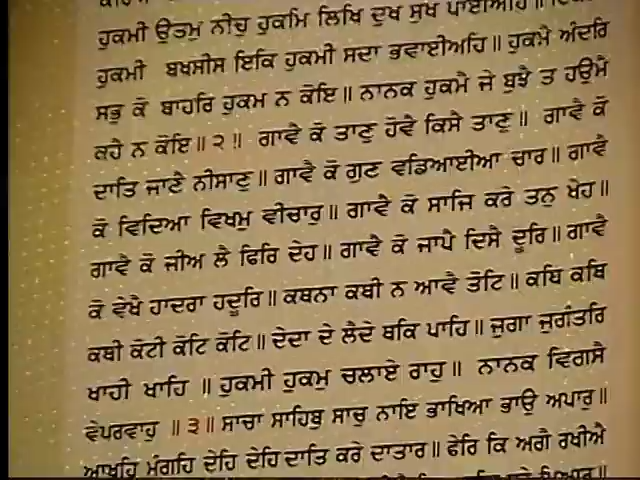 ਹੁਕਮੀ ਉਤਮੁ ਨੀਚੁ ਹੁਕਮਿ ਲਿਖਿ ਦੁਖ ਸੁਖ ਪਾਈਅਹਿ॥
ਹੁਕਮੀ ਬਖਸੀਸ ਇਕਿ ਹੁਕਮੀ ਸਦਾ ਭਵਾਈਅਹਿ॥ ਹੁਕਮੈ ਅੰਦਰਿ
ਸਭੁ ਕੋ ਬਾਹਰਿ ਹੁਕਮ ਨ ਕੋਇ॥ ਨਾਨਕ ਹੁਕਮੈ ਜੇ ਬੁਝੈ ਤ ਹਉਮੈ
ਕਹੈ ਨ ਕੋਇ॥੨॥ ਗਾਵੈ ਕੋ ਤਾਣੁ ਹੋਵੈ ਕਿਸੈ ਤਾਣੁ॥ ਗਾਵੈ ਕੋ
ਦਾਤਿ ਜਾਣੈ ਨੀਸਾਣੁ॥ ਗਾਵੈ ਕੋ ਗੁਣ ਵਡਿਆਈਆ ਚਾਰ॥ ਗਾਵੈ
ਕੋ ਵਿਦਿਆ ਵਿਖਮੁ ਵੀਚਾਰੁ॥ ਗਾਵੈ ਕੋ ਸਾਜਿ ਕਰੇ ਤਨੁ ਖੇਹ॥
ਗਾਵੈ ਕੋ ਜੀਅ ਲੈ ਫਿਰਿ ਦੇਹ॥ ਗਾਵੈ ਕੋ ਜਾਪੈ ਦਿਸੈ ਦੂਰਿ॥ ਗਾਵੈ
ਕੋ ਵੇਖੈ ਹਾਦਰਾ ਹਦੂਰਿ॥ ਕਥਨਾ ਕਥੀ ਨ ਆਵੈ ਤੋਟਿ॥ ਕਥਿ ਕਥਿ
ਕਥੀ ਕੋਟੀ ਕੋਟਿ ਕੋਟਿ॥ ਦੇਦਾ ਦੇ ਲੈਦੇ ਥਕਿ ਪਾਹਿ॥ ਜੁਗਾ ਜੁਗੰਤਰਿ
ਖਾਹੀ ਖਾਹਿ ॥ ਹੁਕਮੀ ਹੁਕਮੁ ਚਲਾਏ ਰਾਹੁ॥ ਨਾਨਕ ਵਿਗਸੈ
ਵੇਪਰਵਾਹੁ ॥੩॥ ਸਾਚਾ ਸਾਹਿਬੁ ਸਾਚੁ ਨਾਇ ਭਾਖਿਆ ਭਾਉ ਅਪਾਰੁ॥
ਆਖਹਿ ਮੰਗਹਿ ਦੇਹਿ ਦੇਹਿ ਦਾਤਿ ਕਰੇ ਦਾਤਾਰ॥ ਫੇਰਿ ਕਿ ਅਗੈ ਰਖੀਐ